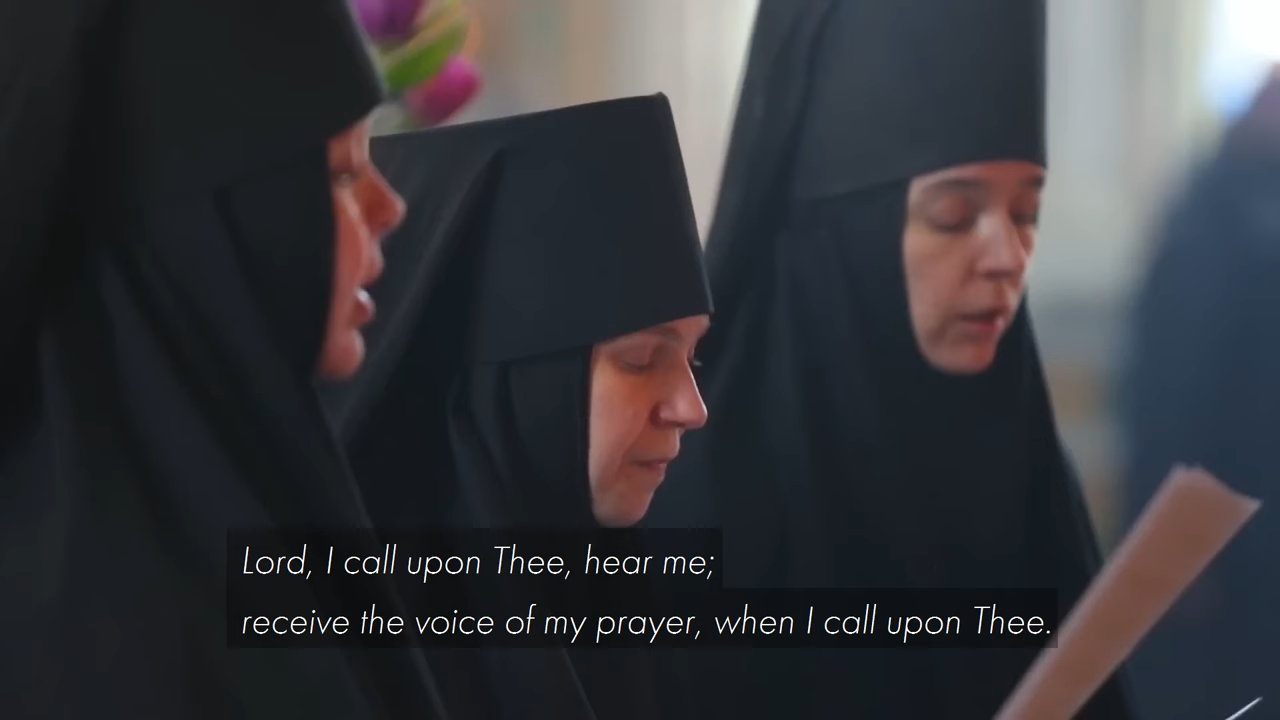 Lord, I call upon Thee, hear me;
receive the voice of my prayer, when I call upon Thee.